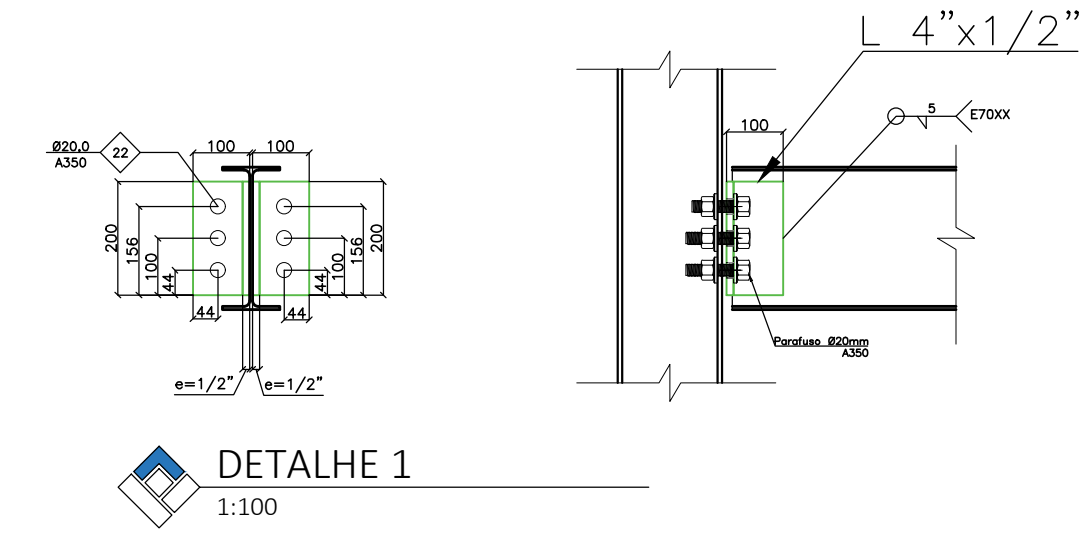 L 4”x1/2”
Ø20.0
A350
22
100
100
200
156
100
44
44
100
156
200
44
44
e=1/2”
e=1/2”
100
5
E70XX
Parafuso Ø20mm
A350
DETALHE 1
1:100